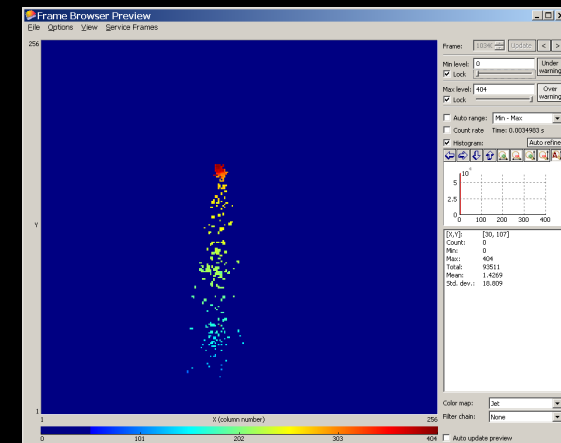 Frame Browser Preview
File Options View Service Frames
256
Y
1
1
X (column number)
256
0 101 202 303 404
Frame: Update < >
Min level: 0 Under warning
Lock
Max level: 404 Over warning
Lock
Auto range: Min - Max
Count rate Time: 0.0034983 s
Histogram: Auto refine
10
5
2.5
0
0 100 200 300 400
[X,Y]: [30, 107]
Count: 0
Min: 0
Max: 404
Total: 93511
Mean: 1.4269
Std. dev.: 18.809
Color map: Jet
Filter chain: None
Auto update preview